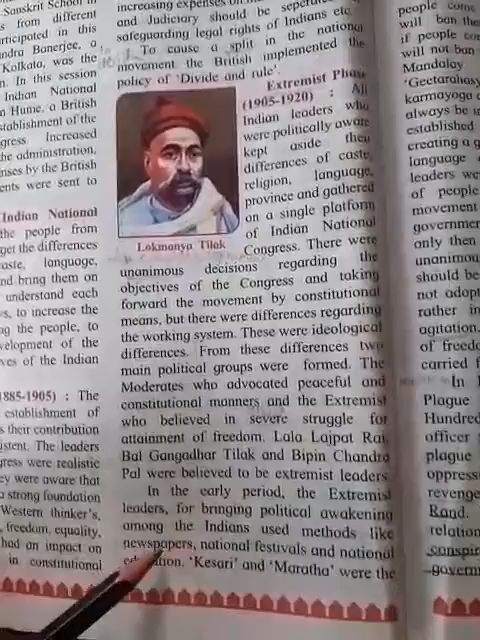 -Sanskrit School in
s from different
rticipated in this
ndra Banerjee, a
Kolkata, was the
n. In this session
Indian National
n Hume, a British
stablishment of the
gress Increased
the administration,
nses by the British
ents were sent to
Indian National
the people from
get the differences
caste, language,
nd bring them on
understand each
s, to increase the
ng the people, to
velopment of the
ves of the Indian
1885-1905) : The
establishment of
s their contribution
istent. The leaders
gress were realistic
ey were aware that
a strong foundation
Western thinker's,
, freedom, equality,
had an impact on
in constitutional
increasing expenses on
and Judiciary should be seperate
safeguarding legal rights of Indians etc.
To cause a split in the national
movement the British implemented the
policy of 'Divide and rule'.
Extremist Phase
(1905-1920) : All
Indian leaders who
were politically aware
kept aside their
differences of caste,
religion, language,
province and gathered
on a single platform
of Indian National
Congress. There were
Lokmanya Tilak
unanimous decisions regarding the
objectives of the Congress and taking
forward the movement by constitutional
means, but there were differences regarding
the working system. These were ideological
differences. From these differences two
main political groups were formed. The
Moderates who advocated peaceful and
constitutional manners and the Extremist
who believed in severe struggle for
attainment of freedom. Lala Lajpat Rai,
Bal Gangadhar Tilak and Bipin Chandra
Pal were believed to be extremist leaders
In the early period, the Extremist
leaders, for bringing political awakening
among the Indians used methods like
newspapers, national festivals and national
'Kesari' and 'Maratha' were the
people come
will ban the
if people con
will not ban
Mandalay
'Geetarahasy
karmayoga
always be i
established
creating a g
language
leaders we
of people
movement
governmer
only then
unanimou
should be
not adopt
rather in
agitation.
of freedo
carried f
In
Plague
Hundred
officer
plague
oppress
revenge
Rand.
relation
conspir
governm